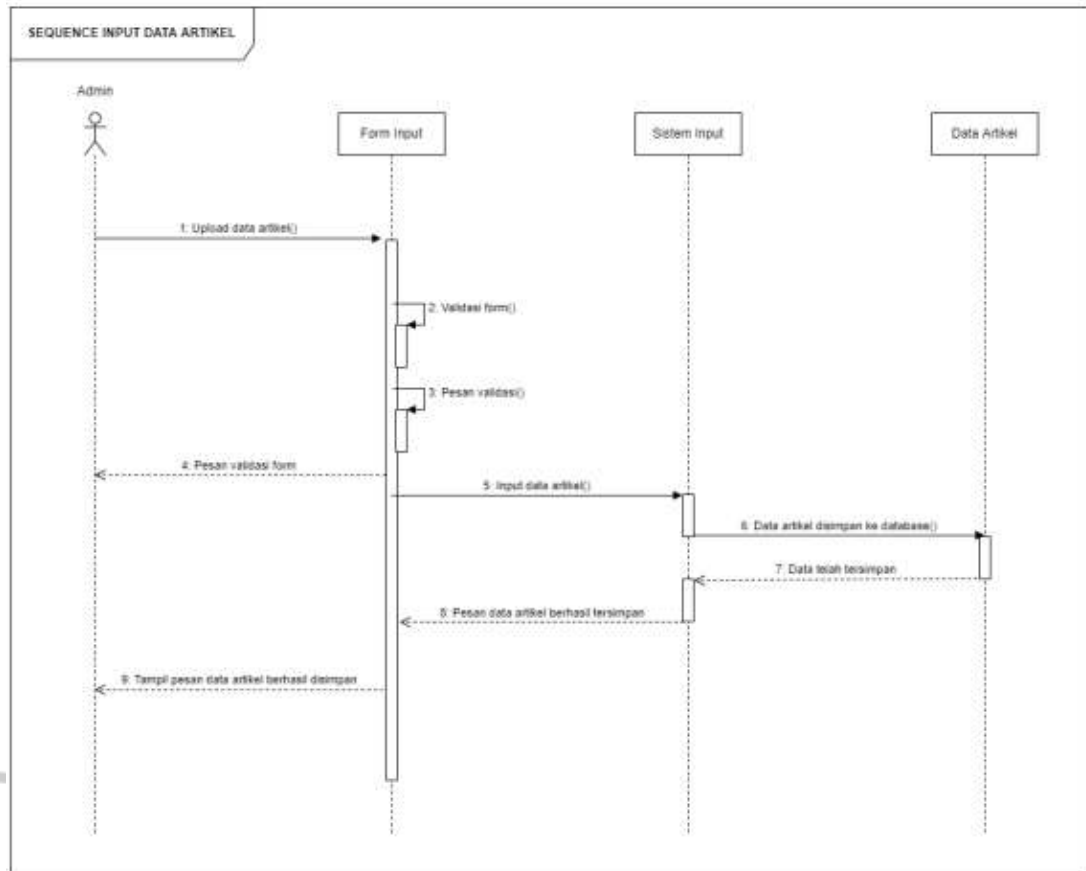 SEQUENCE INPUT DATA ARTIKEL
Admin
Form Input
Sistem Input
Data Artikel
1: Upload data artikel()
2: Validasi form()
3: Pesan validasi()
4: Pesan validasi form
5: Input data artikel()
6: Data artikel disimpan ke database()
7: Data telah tersimpan
8: Pesan data artikel berhasil tersimpan
9: Tampil pesan data artikel berhasil disimpan